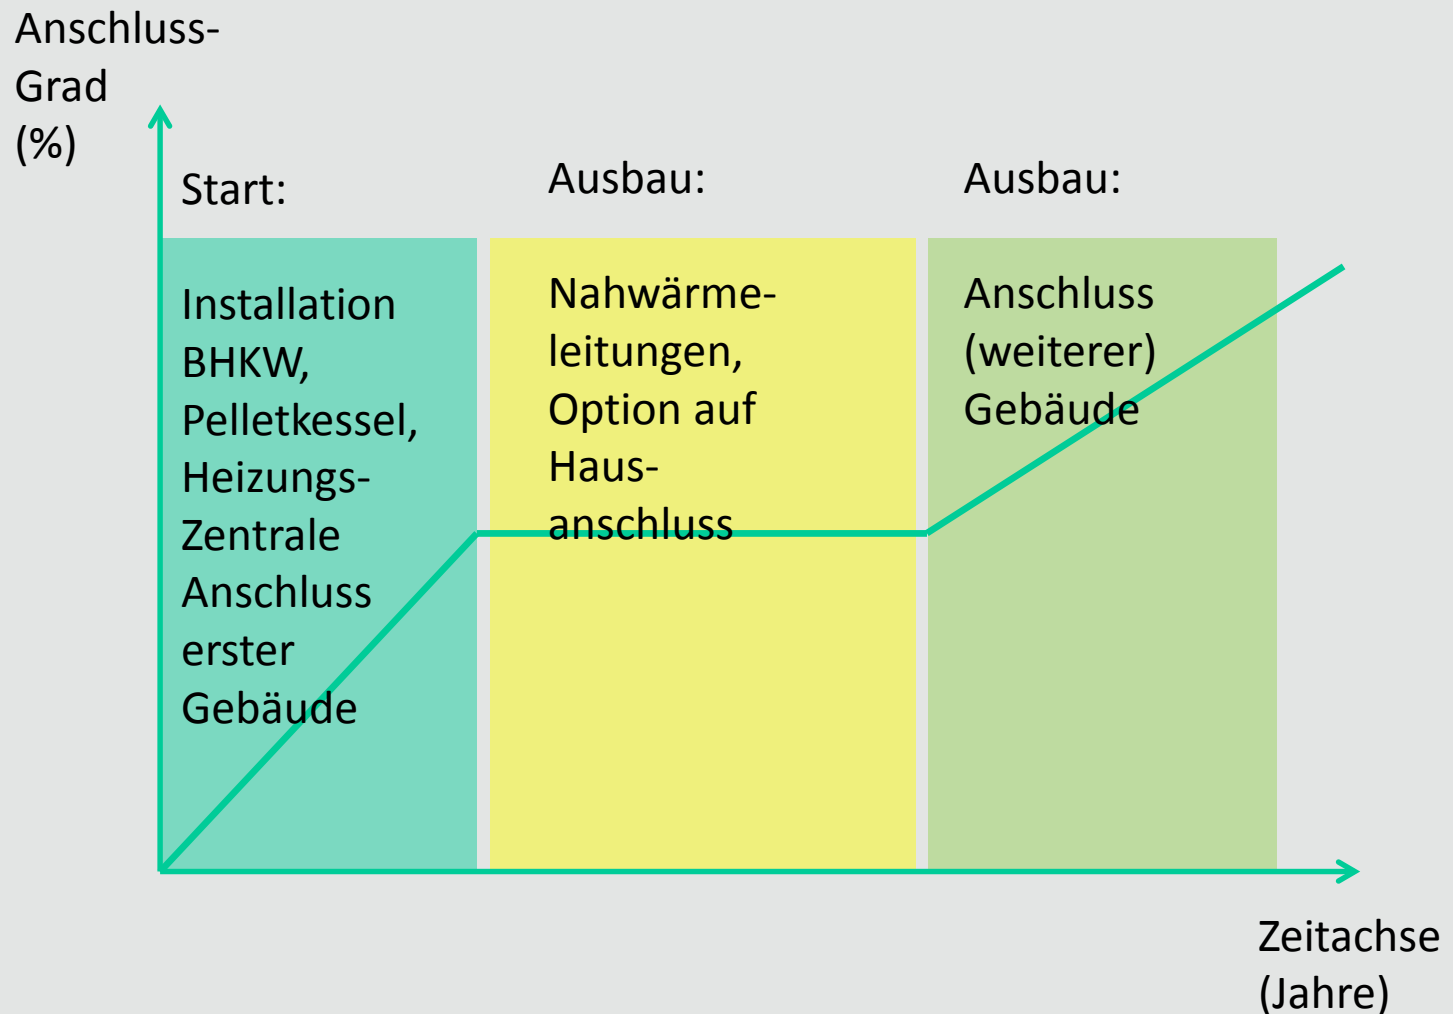 Anschluss-
Grad
(%)
Start:
Installation
BHKW,
Pelletkessel,
Heizungs-
Zentrale
Anschluss
erster
Gebäude
Ausbau:
Nahwärme-
leitungen,
Option auf
Haus-
anschluss
Ausbau:
Anschluss
(weiterer)
Gebäude
Zeitachse
(Jahre)